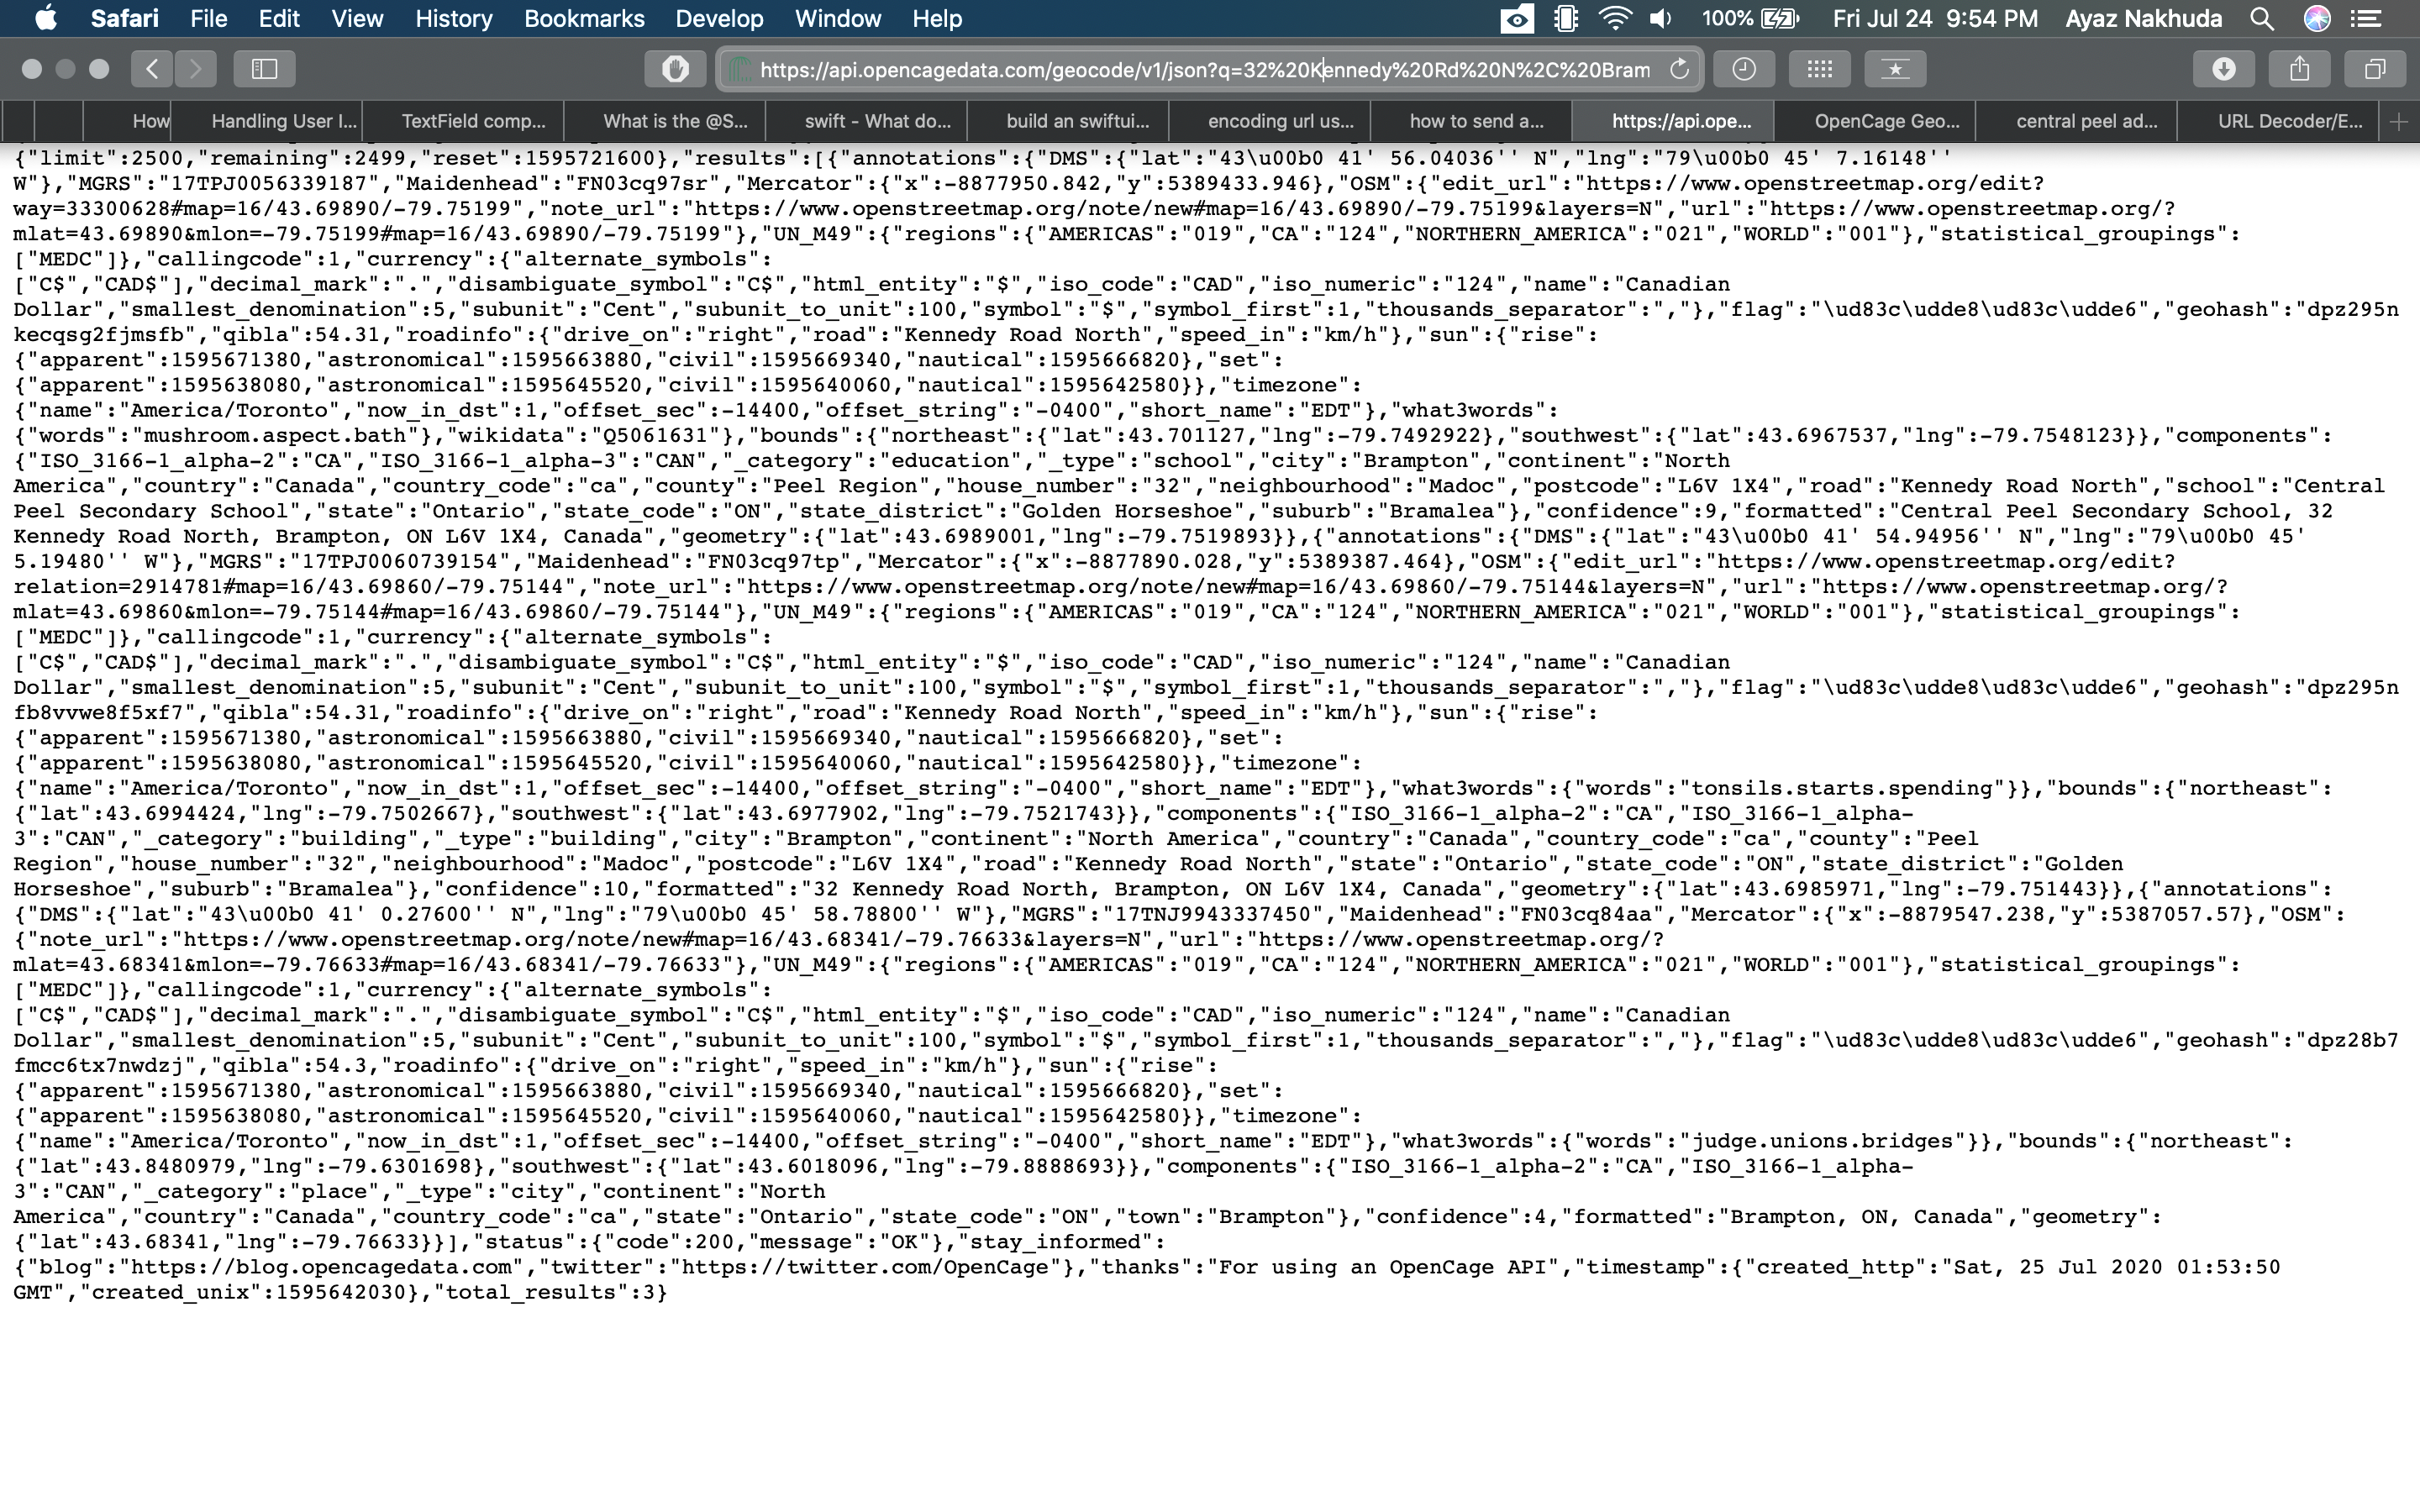 Safari File Edit View History Bookmarks Develop Window Help 100% Fri Jul 24 9:54 PM Ayaz Nakhuda
https://api.opencagedata.com/geocode/v1/json?q=32%20Kennedy%20Rd%20N%2C%20Bram
How Handling User I... TextField comp... What is the @S... swift - What do... build an swiftui... encoding url us... how to send a... https://api.ope... OpenCage Geo... central peel ad... URL Decoder/E...
{"limit":2500,"remaining":2499,"reset":1595721600},"results":[{"annotations":{"DMS":{"lat":"43\u00b0 41' 56.04036'' N","lng":"79\u00b0 45' 7.16148''
W"},"MGRS":"17TPJ0056339187","Maidenhead":"FN03cq97sr","Mercator":{"x":-8877950.842,"y":5389433.946},"OSM":{"edit_url":"https://www.openstreetmap.org/edit?
way=33300628#map=16/43.69890/-79.75199","note_url":"https://www.openstreetmap.org/note/new#map=16/43.69890/-79.75199&layers=N","url":"https://www.openstreetmap.org/?
mlat=43.69890&mlon=-79.75199#map=16/43.69890/-79.75199"},"UN_M49":{"regions":{"AMERICAS":"019","CA":"124","NORTHERN_AMERICA":"021","WORLD":"001"},"statistical_groupings":
["MEDC"]},"callingcode":1,"currency":{"alternate_symbols":
["C$","CAD$"],"decimal_mark":".","disambiguate_symbol":"C$","html_entity":"$","iso_code":"CAD","iso_numeric":"124","name":"Canadian
Dollar","smallest_denomination":5,"subunit":"Cent","subunit_to_unit":100,"symbol":"$","symbol_first":1,"thousands_separator":","},"flag":"\ud83c\udde8\ud83c\udde6","geohash":"dpz295n
kecqsg2fjmsfb","qibla":54.31,"roadinfo":{"drive_on":"right","road":"Kennedy Road North","speed_in":"km/h"},"sun":{"rise":
{"apparent":1595671380,"astronomical":1595663880,"civil":1595669340,"nautical":1595666820},"set":
{"apparent":1595638080,"astronomical":1595645520,"civil":1595640060,"nautical":1595642580}},"timezone":
{"name":"America/Toronto","now_in_dst":1,"offset_sec":-14400,"offset_string":"-0400","short_name":"EDT"},"what3words":
{"words":"mushroom.aspect.bath"},"wikidata":"Q5061631"},"bounds":{"northeast":{"lat":43.701127,"lng":-79.7492922},"southwest":{"lat":43.6967537,"lng":-79.7548123}},"components":
{"ISO_3166-1_alpha-2":"CA","ISO_3166-1_alpha-3":"CAN","_category":"education","_type":"school","city":"Brampton","continent":"North
America","country":"Canada","country_code":"ca","county":"Peel Region","house_number":"32","neighbourhood":"Madoc","postcode":"L6V 1X4","road":"Kennedy Road North","school":"Central
Peel Secondary School","state":"Ontario","state_code":"ON","state_district":"Golden Horseshoe","suburb":"Bramalea"},"confidence":9,"formatted":"Central Peel Secondary School, 32
Kennedy Road North, Brampton, ON L6V 1X4, Canada","geometry":{"lat":43.6989001,"lng":-79.7519893}},{"annotations":{"DMS":{"lat":"43\u00b0 41' 54.94956'' N","lng":"79\u00b0 45'
5.19480'' W"},"MGRS":"17TPJ0060739154","Maidenhead":"FN03cq97tp","Mercator":{"x":-8877890.028,"y":5389387.464},"OSM":{"edit_url":"https://www.openstreetmap.org/edit?
relation=2914781#map=16/43.69860/-79.75144","note_url":"https://www.openstreetmap.org/note/new#map=16/43.69860/-79.75144&layers=N","url":"https://www.openstreetmap.org/?
mlat=43.69860&mlon=-79.75144#map=16/43.69860/-79.75144"},"UN_M49":{"regions":{"AMERICAS":"019","CA":"124","NORTHERN_AMERICA":"021","WORLD":"001"},"statistical_groupings":
["MEDC"]},"callingcode":1,"currency":{"alternate_symbols":
["C$","CAD$"],"decimal_mark":".","disambiguate_symbol":"C$","html_entity":"$","iso_code":"CAD","iso_numeric":"124","name":"Canadian
Dollar","smallest_denomination":5,"subunit":"Cent","subunit_to_unit":100,"symbol":"$","symbol_first":1,"thousands_separator":","},"flag":"\ud83c\udde8\ud83c\udde6","geohash":"dpz295n
fb8vvwe8f5xf7","qibla":54.31,"roadinfo":{"drive_on":"right","road":"Kennedy Road North","speed_in":"km/h"},"sun":{"rise":
{"apparent":1595671380,"astronomical":1595663880,"civil":1595669340,"nautical":1595666820},"set":
{"apparent":1595638080,"astronomical":1595645520,"civil":1595640060,"nautical":1595642580}},"timezone":
{"name":"America/Toronto","now_in_dst":1,"offset_sec":-14400,"offset_string":"-0400","short_name":"EDT"},"what3words":{"words":"tonsils.starts.spending"}},"bounds":{"northeast":
{"lat":43.6994424,"lng":-79.7502667},"southwest":{"lat":43.6977902,"lng":-79.7521743}},"components":{"ISO_3166-1_alpha-2":"CA","ISO_3166-1_alpha-
3":"CAN","_category":"building","_type":"building","city":"Brampton","continent":"North America","country":"Canada","country_code":"ca","county":"Peel
Region","house_number":"32","neighbourhood":"Madoc","postcode":"L6V 1X4","road":"Kennedy Road North","state":"Ontario","state_code":"ON","state_district":"Golden
Horseshoe","suburb":"Bramalea"},"confidence":10,"formatted":"32 Kennedy Road North, Brampton, ON L6V 1X4, Canada","geometry":{"lat":43.6985971,"lng":-79.751443}},{"annotations":
{"DMS":{"lat":"43\u00b0 41' 0.27600'' N","lng":"79\u00b0 45' 58.78800'' W"},"MGRS":"17TNJ9943337450","Maidenhead":"FN03cq84aa","Mercator":{"x":-8879547.238,"y":5387057.57},"OSM":
{"note_url":"https://www.openstreetmap.org/note/new#map=16/43.68341/-79.76633&layers=N","url":"https://www.openstreetmap.org/?
mlat=43.68341&mlon=-79.76633#map=16/43.68341/-79.76633"},"UN_M49":{"regions":{"AMERICAS":"019","CA":"124","NORTHERN_AMERICA":"021","WORLD":"001"},"statistical_groupings":
["MEDC"]},"callingcode":1,"currency":{"alternate_symbols":
["C$","CAD$"],"decimal_mark":".","disambiguate_symbol":"C$","html_entity":"$","iso_code":"CAD","iso_numeric":"124","name":"Canadian
Dollar","smallest_denomination":5,"subunit":"Cent","subunit_to_unit":100,"symbol":"$","symbol_first":1,"thousands_separator":","},"flag":"\ud83c\udde8\ud83c\udde6","geohash":"dpz28b7
fmcc6tx7nwdzj","qibla":54.3,"roadinfo":{"drive_on":"right","speed_in":"km/h"},"sun":{"rise":
{"apparent":1595671380,"astronomical":1595663880,"civil":1595669340,"nautical":1595666820},"set":
{"apparent":1595638080,"astronomical":1595645520,"civil":1595640060,"nautical":1595642580}},"timezone":
{"name":"America/Toronto","now_in_dst":1,"offset_sec":-14400,"offset_string":"-0400","short_name":"EDT"},"what3words":{"words":"judge.unions.bridges"}},"bounds":{"northeast":
{"lat":43.8480979,"lng":-79.6301698},"southwest":{"lat":43.6018096,"lng":-79.8888693}},"components":{"ISO_3166-1_alpha-2":"CA","ISO_3166-1_alpha-
3":"CAN","_category":"place","_type":"city","continent":"North
America","country":"Canada","country_code":"ca","state":"Ontario","state_code":"ON","town":"Brampton"},"confidence":4,"formatted":"Brampton, ON, Canada","geometry":
{"lat":43.68341,"lng":-79.76633}}],"status":{"code":200,"message":"OK"},"stay_informed":
{"blog":"https://blog.opencagedata.com","twitter":"https://twitter.com/OpenCage"},"thanks":"For using an OpenCage API","timestamp":{"created_http":"Sat, 25 Jul 2020 01:53:50
GMT","created_unix":1595642030},"total_results":3}